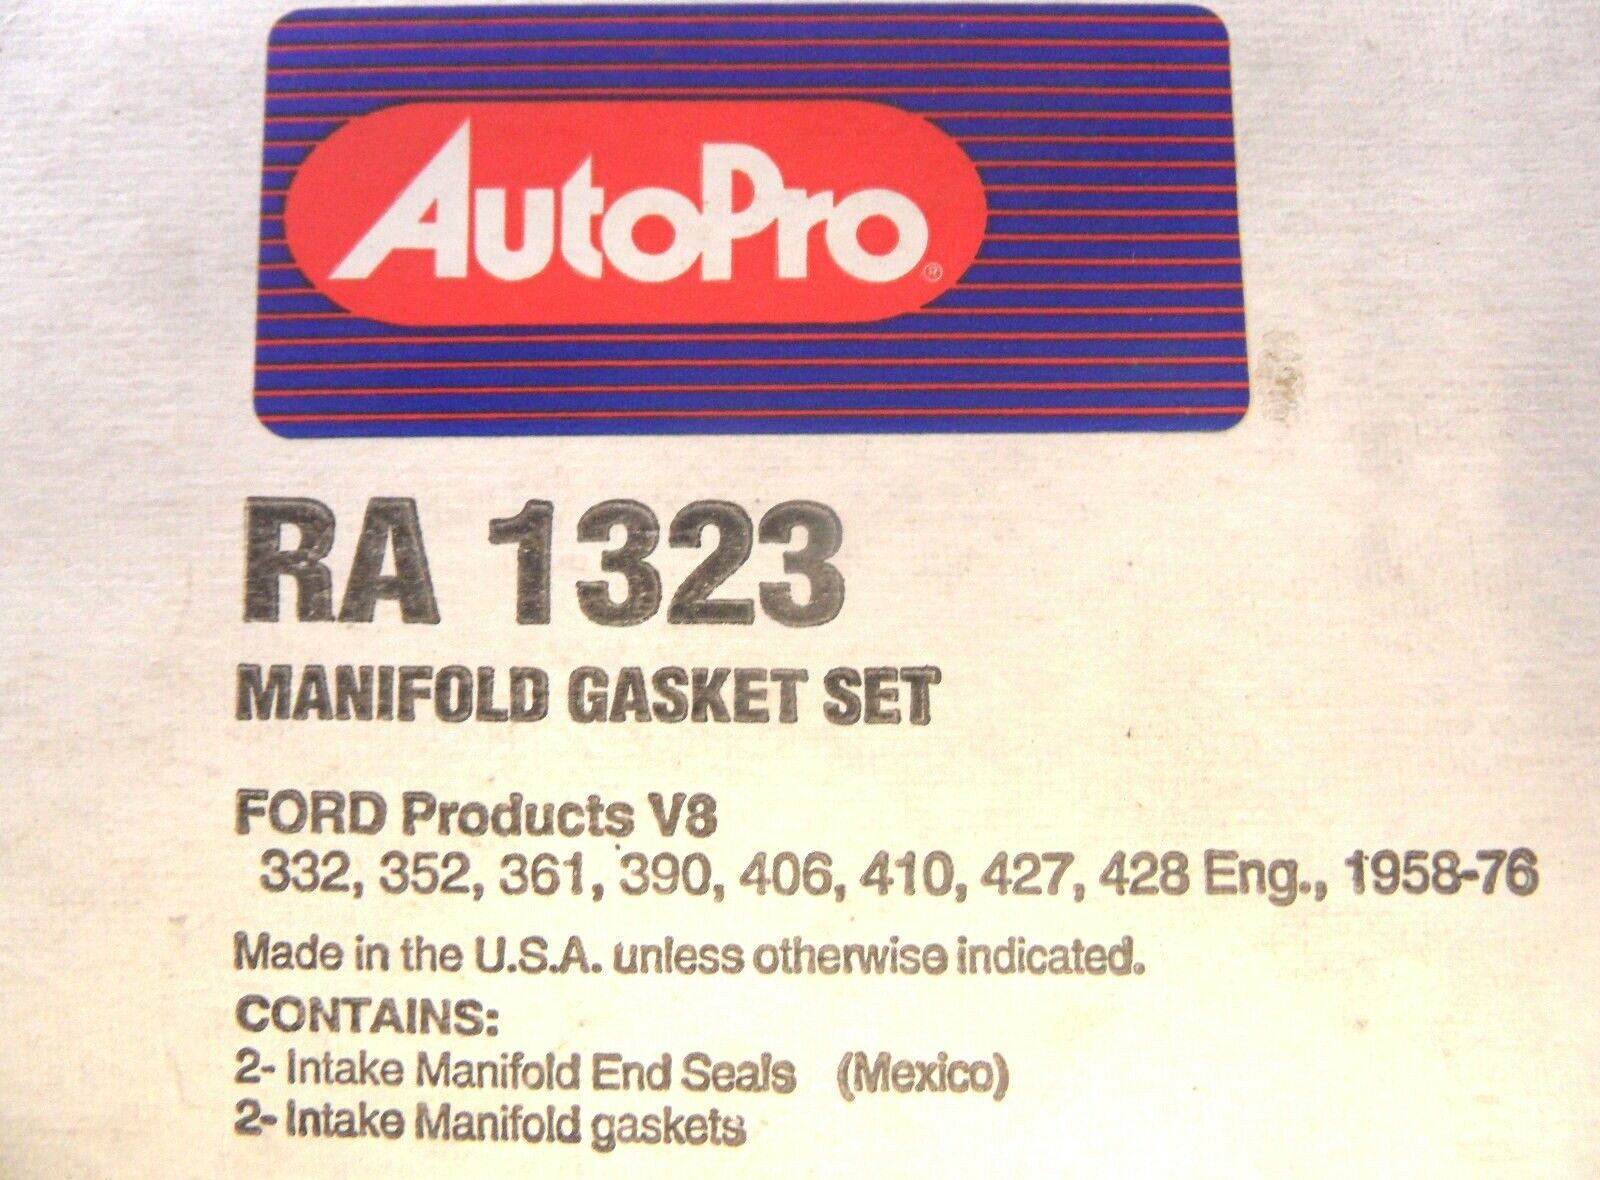 AutoPro®
RA 1323
MANIFOLD GASKET SET
FORD Products V8
332, 352, 361, 390, 406, 410, 427, 428 Eng., 1958-76
Made in the U.S.A. unless otherwise indicated.
CONTAINS:
2- Intake Manifold End Seals (Mexico)
2- Intake Manifold gaskets